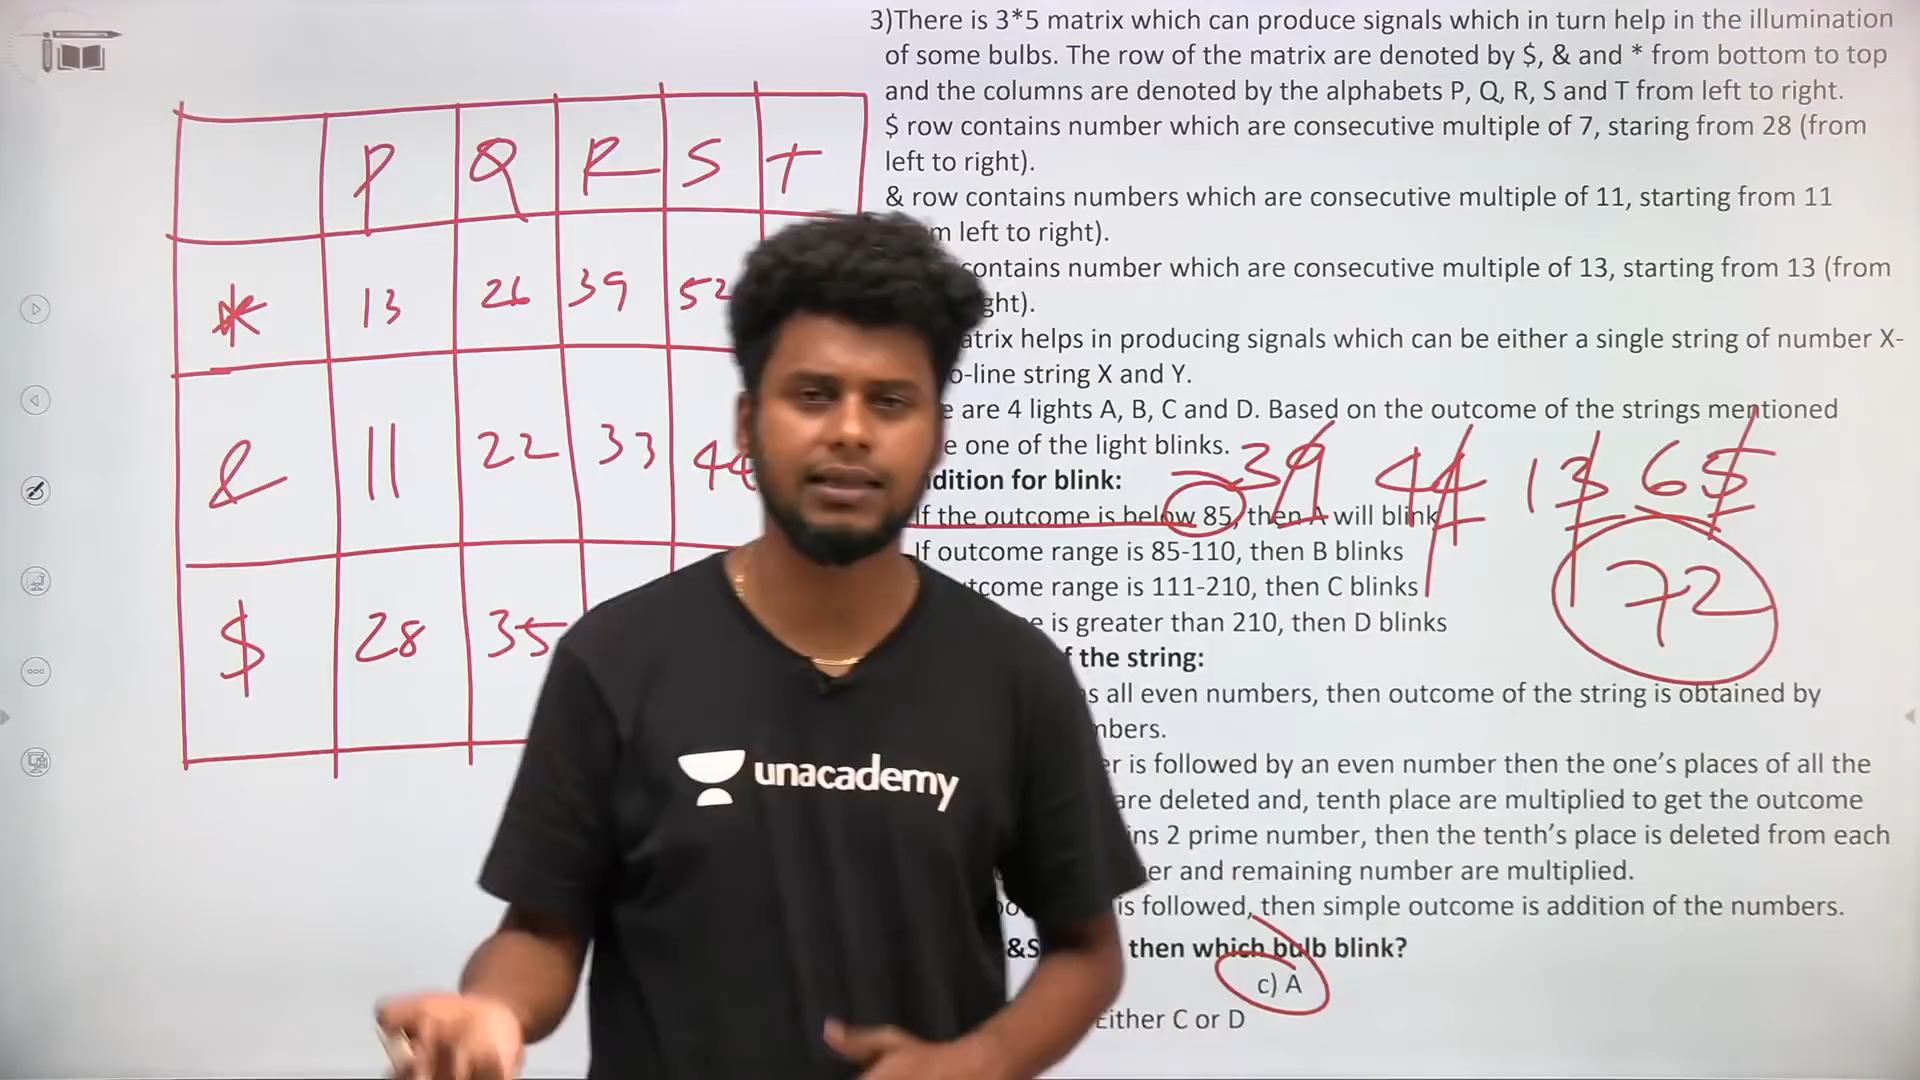 3)There is 3*5 matrix which can produce signals which in turn help in the illumination
of some bulbs. The row of the matrix are denoted by $, & and * from bottom to top
and the columns are denoted by the alphabets P, Q, R, S and T from left to right.
$ row contains number which are consecutive multiple of 7, staring from 28 (from
left to right).
& row contains numbers which are consecutive multiple of 11, starting from 11
left to right).
contains number which are consecutive multiple of 13, starting from 13 (from
helps in producing signals which can be either a single string of number X-
string X and Y.
are 4 lights A, B, C and D. Based on the outcome of the strings mentioned
one of the light blinks.
for blink:
If the outcome is below 85, then A will blink
If outcome range is 85-110, then B blinks
range is 111-210, then C blinks
is greater than 210, then D blinks
the string:
all even numbers, then outcome of the string is obtained by
is followed by an even number then the one's places of all the
are deleted and, tenth place are multiplied to get the outcome
2 prime number, then the tenth's place is deleted from each
and remaining number are multiplied.
is followed, then simple outcome is addition of the numbers.
then which bulb blink?
c) A
Either C or D
P Q R S T
* 13 26 39 52
& 11 22 33 44
$ 28 35
39 44 13 65
72
unacademy